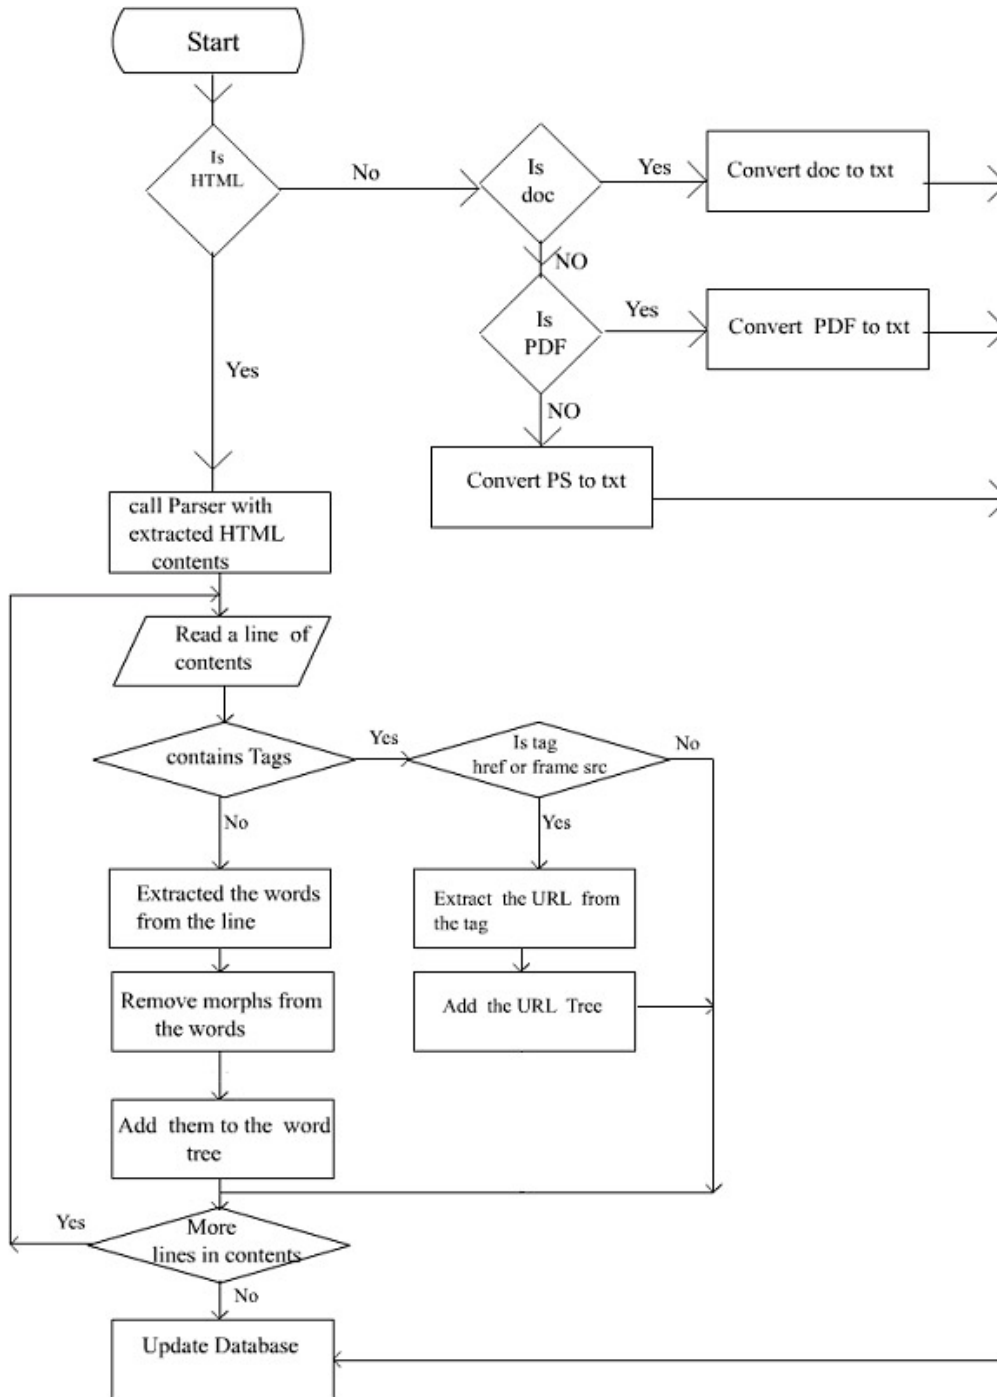 Start
Is
HTML
No
Is
doc
Yes
Convert doc to txt
NO
Is
PDF
Yes
Convert PDF to txt
Yes
NO
Convert PS to txt
call Parser with
extracted HTML
contents
Read a line of
contents
contains Tags
Yes
Is tag
href or frame src
No
No
Yes
Extracted the words
from the line
Extract the URL from
the tag
Remove morphs from
the words
Add the URL Tree
Add them to the word
tree
Yes
More
lines in contents
No
Update Database